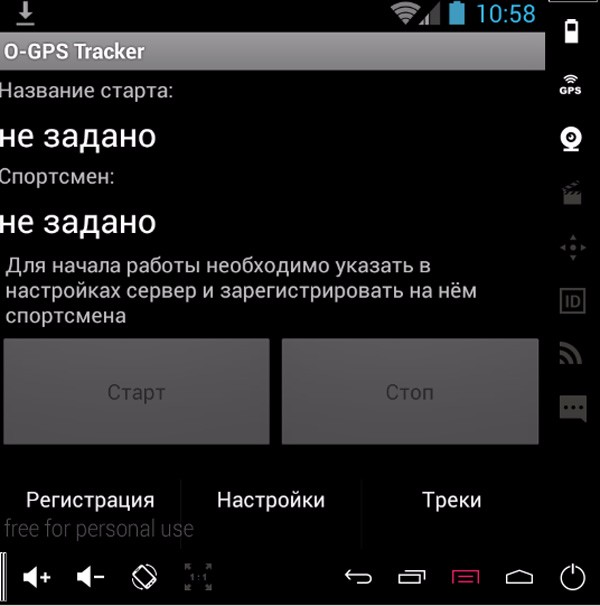 10:58
O-GPS Tracker
Название старта:
не задано
Спортсмен:
не задано
Для начала работы необходимо указать в
настройках сервер и зарегистрировать на нём
спортсмена
Старт
Стоп
Регистрация
Настройки
Треки
free for personal use
GPS
ID
1:1